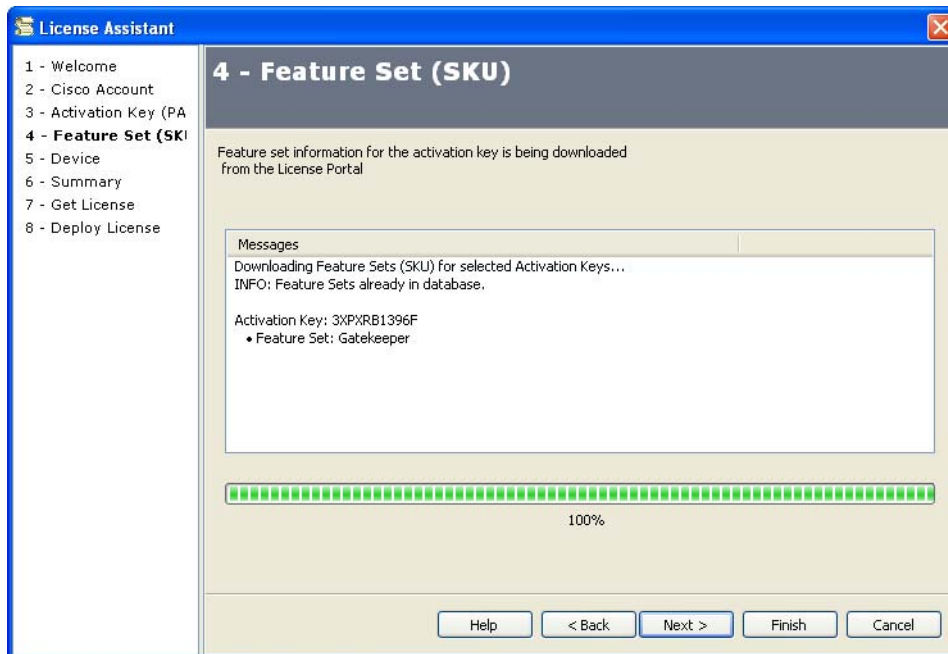 License Assistant
1 - Welcome
2 - Cisco Account
3 - Activation Key (PA
4 - Feature Set (SK
5 - Device
6 - Summary
7 - Get License
8 - Deploy License
4 - Feature Set (SKU)
Feature set information for the activation key is being downloaded
from the License Portal
Messages
Downloading Feature Sets (SKU) for selected Activation Keys...
INFO: Feature Sets already in database.
Activation Key: 3XPXRB1396F
• Feature Set: Gatekeeper
100%
Help
< Back
Next >
Finish
Cancel